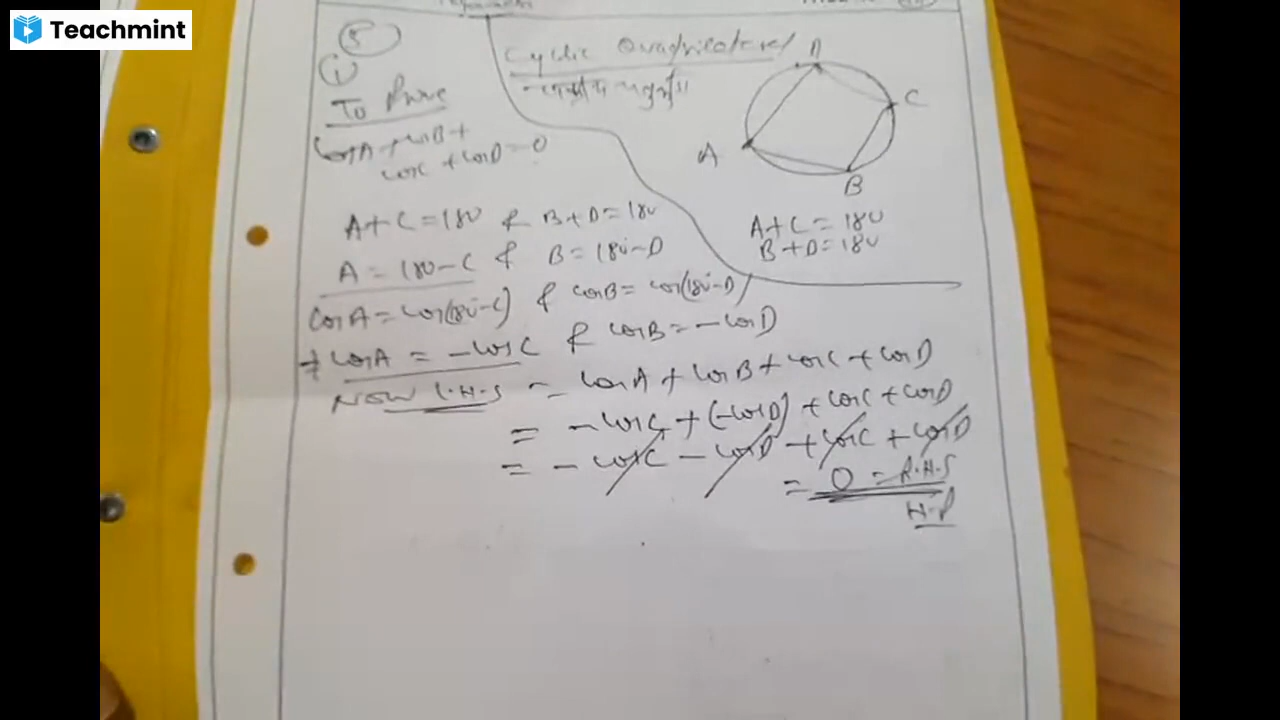 Teachmint
5
i
To Prove
cosA + cosB +
cosC + cosD = 0
Cyclic Quadrilateral
चक्रीय चतुर्भुज
D
C
A
B
A+C = 180
B+D = 180
A+C = 180 & B+D = 180
A = 180-C & B = 180-D
cosA = cos(180-C) & cosB = cos(180-D)
cosA = -cosC & cosB = -cosD
NOW L.H.S = cosA + cosB + cosC + cosD
= -cosC + (-cosD) + cosC + cosD
= -cosC - cosD + cosC + cosD
= 0 = R.H.S
H.P